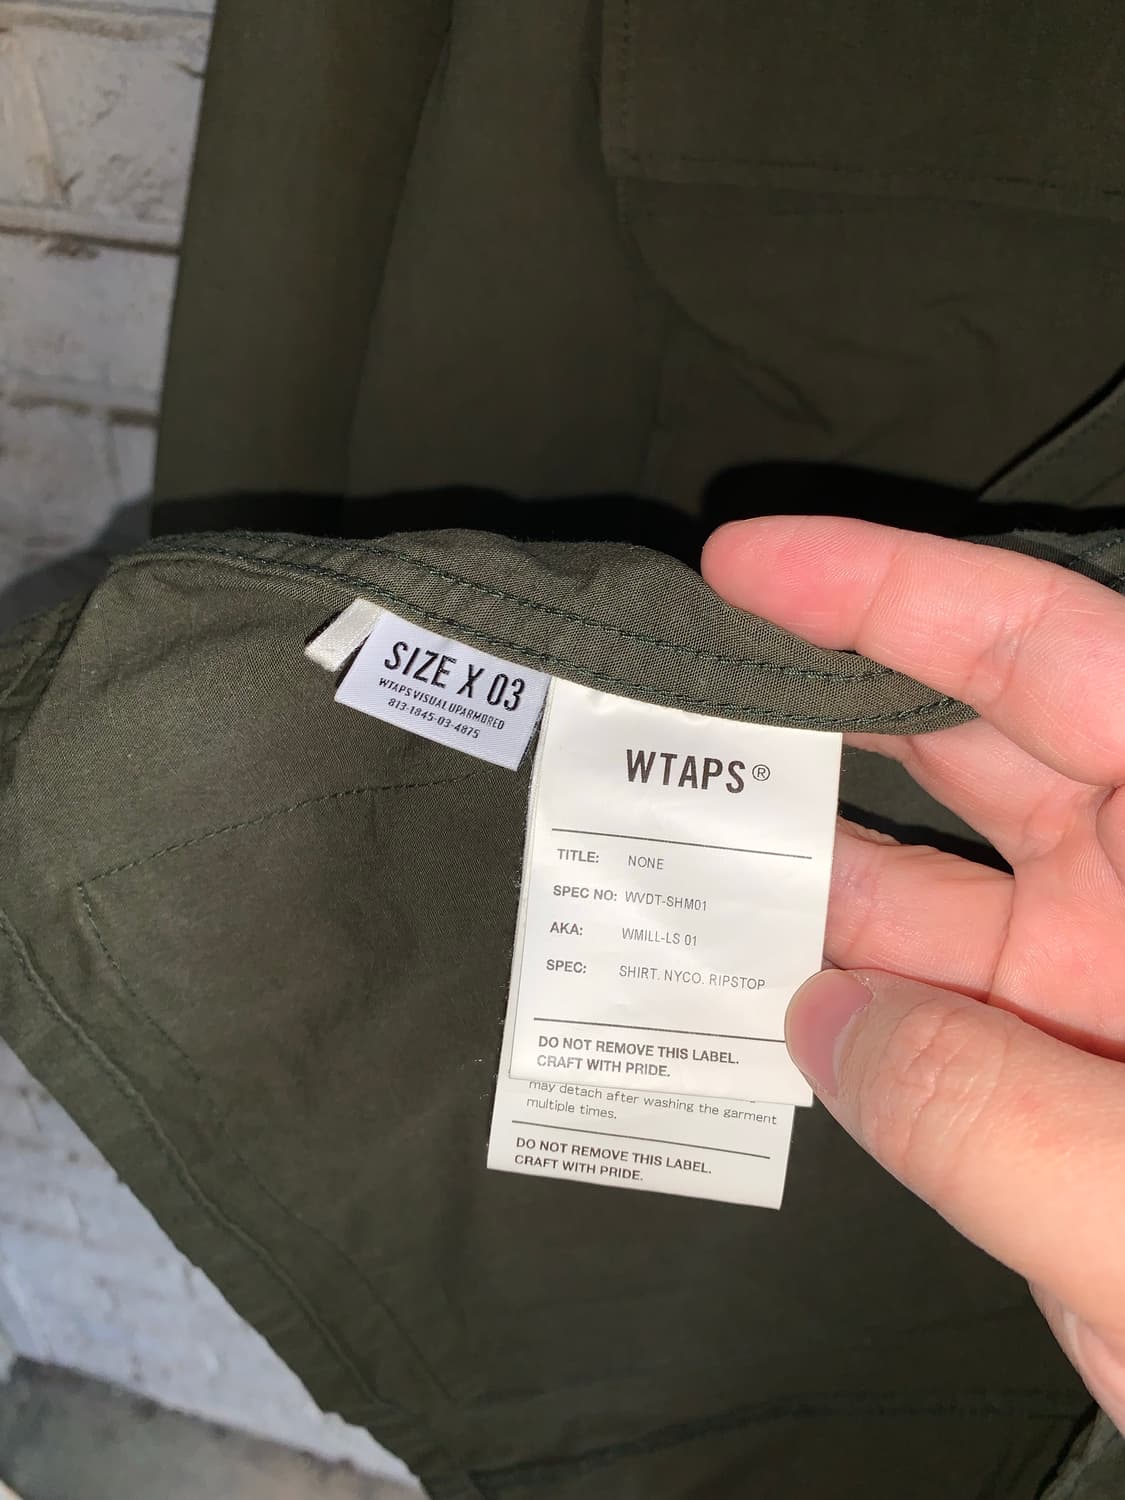 SIZE X 03
WTAPS VISUAL UPARMORED
813-1845-03-4875
WTAPS®
TITLE: NONE
SPEC NO: WVDT-SHM01
AKA: WMILL-LS 01
SPEC: SHIRT. NYCO. RIPSTOP
DO NOT REMOVE THIS LABEL.
CRAFT WITH PRIDE.
may detach after washing the garment
multiple times.
DO NOT REMOVE THIS LABEL.
CRAFT WITH PRIDE.